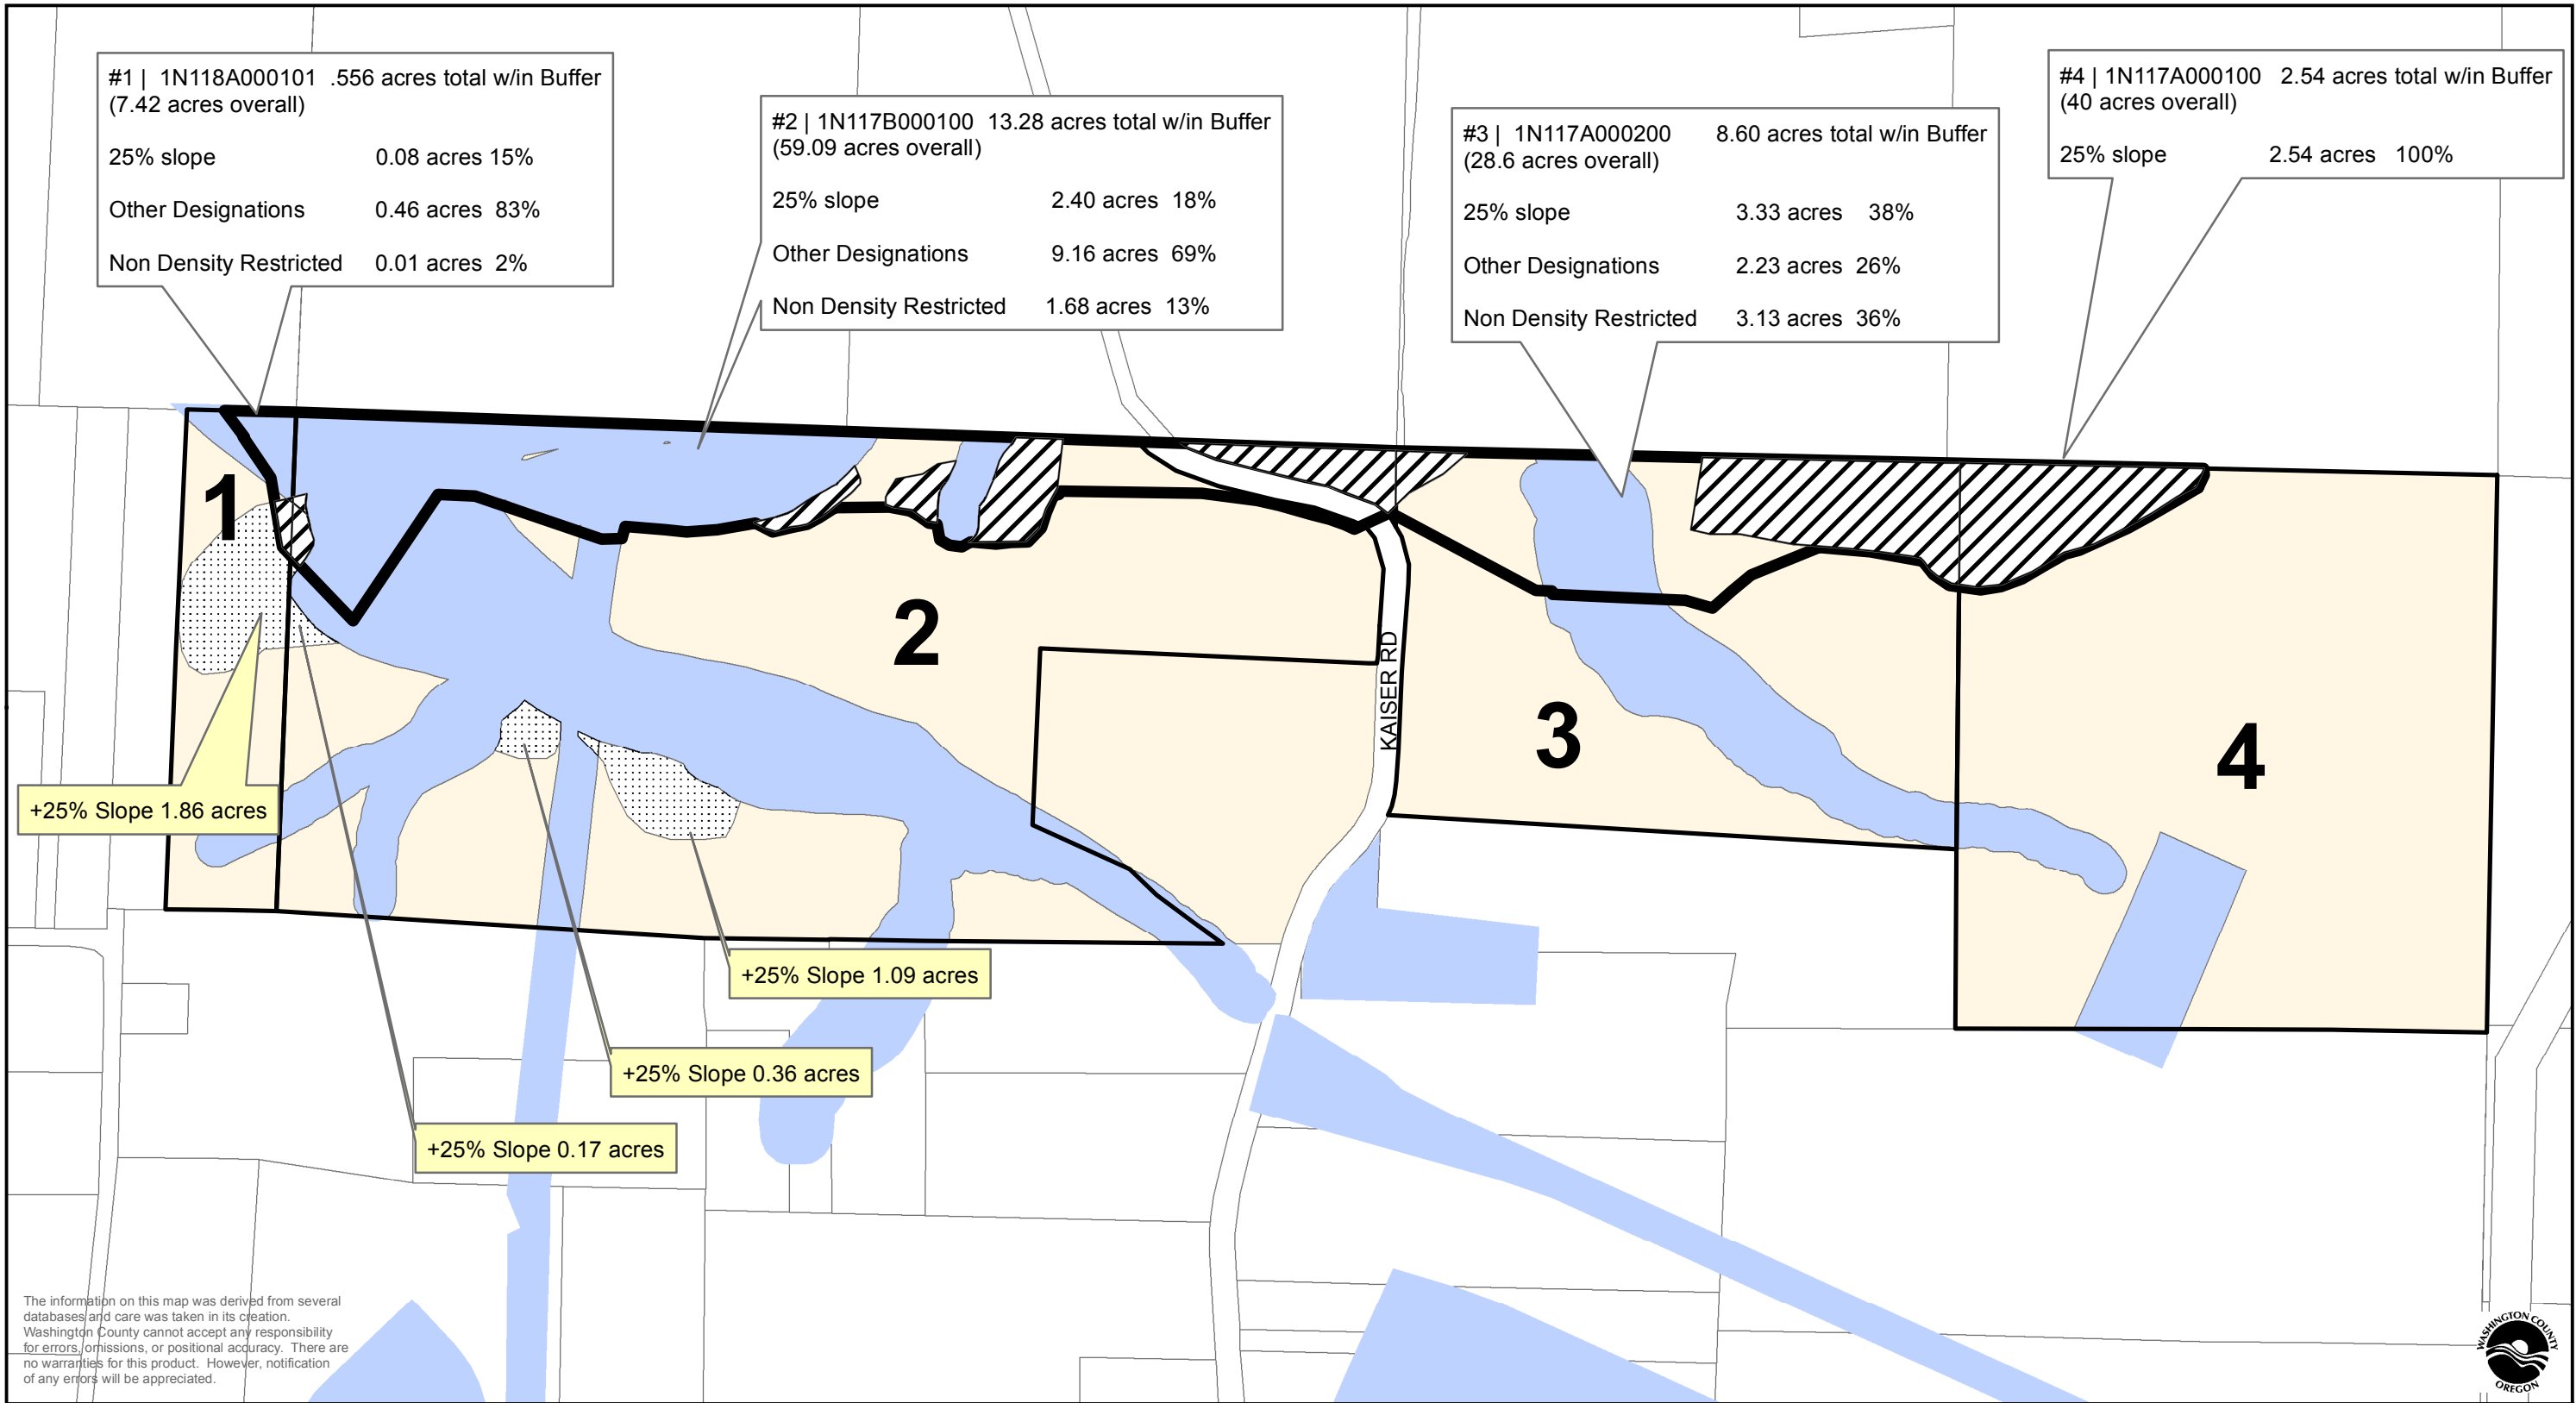 #1 | 1N118A000101 .556 acres total w/in Buffer
(7.42 acres overall)
25% slope 0.08 acres 15%
Other Designations 0.46 acres 83%
Non Density Restricted 0.01 acres 2%
#2 | 1N117B000100 13.28 acres total w/in Buffer
(59.09 acres overall)
25% slope 2.40 acres 18%
Other Designations 9.16 acres 69%
Non Density Restricted 1.68 acres 13%
#3 | 1N117A000200 8.60 acres total w/in Buffer
(28.6 acres overall)
25% slope 3.33 acres 38%
Other Designations 2.23 acres 26%
Non Density Restricted 3.13 acres 36%
#4 | 1N117A000100 2.54 acres total w/in Buffer
(40 acres overall)
25% slope 2.54 acres 100%
1
2
KAISER RD
3
4
+25% Slope 1.86 acres
+25% Slope 1.09 acres
+25% Slope 0.36 acres
+25% Slope 0.17 acres
The information on this map was derived from several
databases and care was taken in its creation.
Washington County cannot accept any responsibility
for errors, omissions, or positional accuracy. There are
no warranties for this product. However, notification
of any errors will be appreciated.
WASHINGTON COUNTY
OREGON